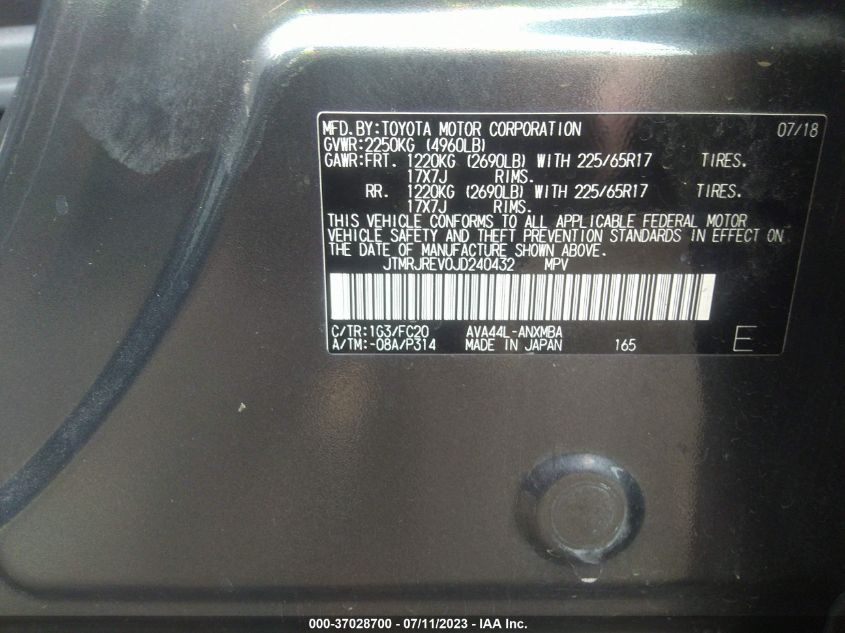 MFD.BY:TOYOTA MOTOR CORPORATION 07/18
GVWR:2250KG (4960LB)
GAWR:FRT. 1220KG (2690LB) WITH 225/65R17 TIRES.
17X7J RIMS.
RR. 1220KG (2690LB) WITH 225/65R17 TIRES.
17X7J RIMS.
THIS VEHICLE CONFORMS TO ALL APPLICABLE FEDERAL MOTOR
VEHICLE SAFETY AND THEFT PREVENTION STANDARDS IN EFFECT ON
THE DATE OF MANUFACTURE SHOWN ABOVE.
JTMRJREV0JD240432 MPV
C/TR:1G3/FC20 AVA44L-ANXMBA
A/TM:-08A/P314 MADE IN JAPAN 165 E
000-37028700 - 07/11/2023 - IAA Inc.